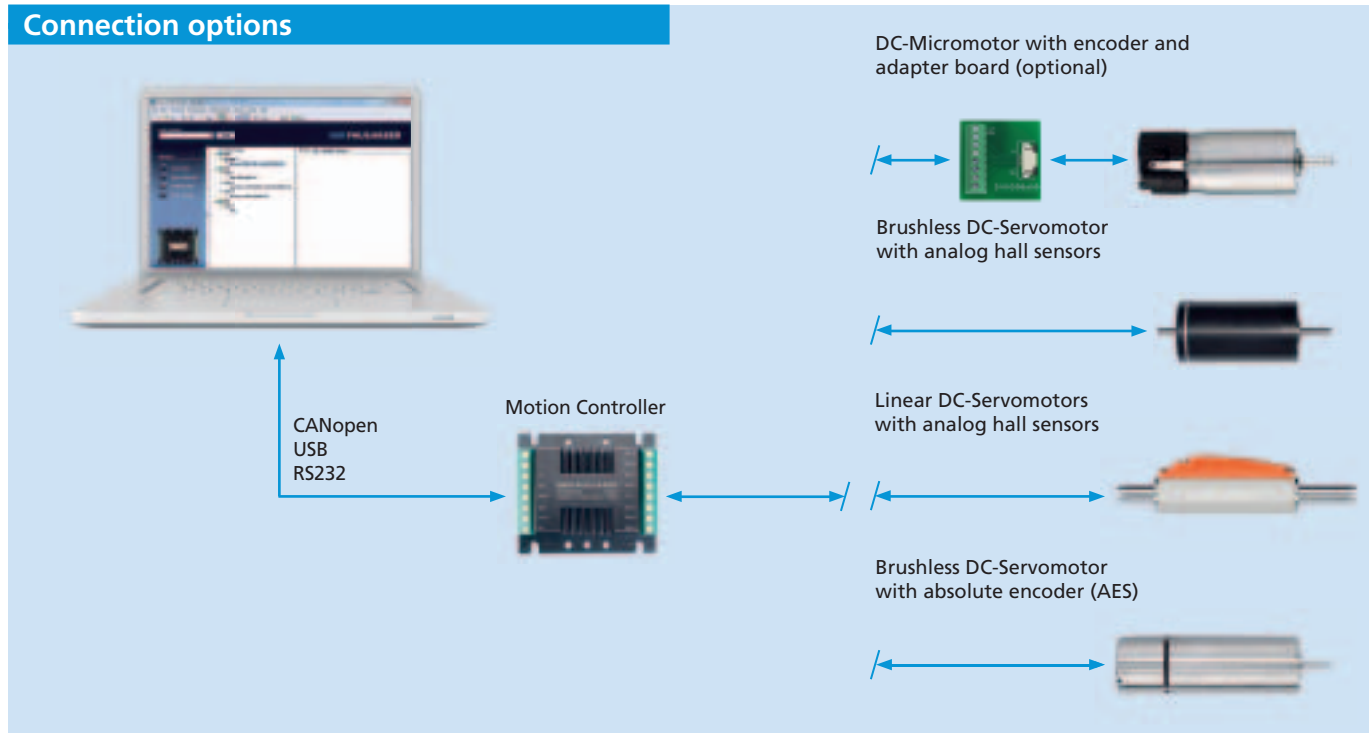 Connection options
DC-Micromotor with encoder and
adapter board (optional)
Brushless DC-Servomotor
with analog hall sensors
CANopen
USB
RS232
Motion Controller
Linear DC-Servomotors
with analog hall sensors
Brushless DC-Servomotor
with absolute encoder (AES)